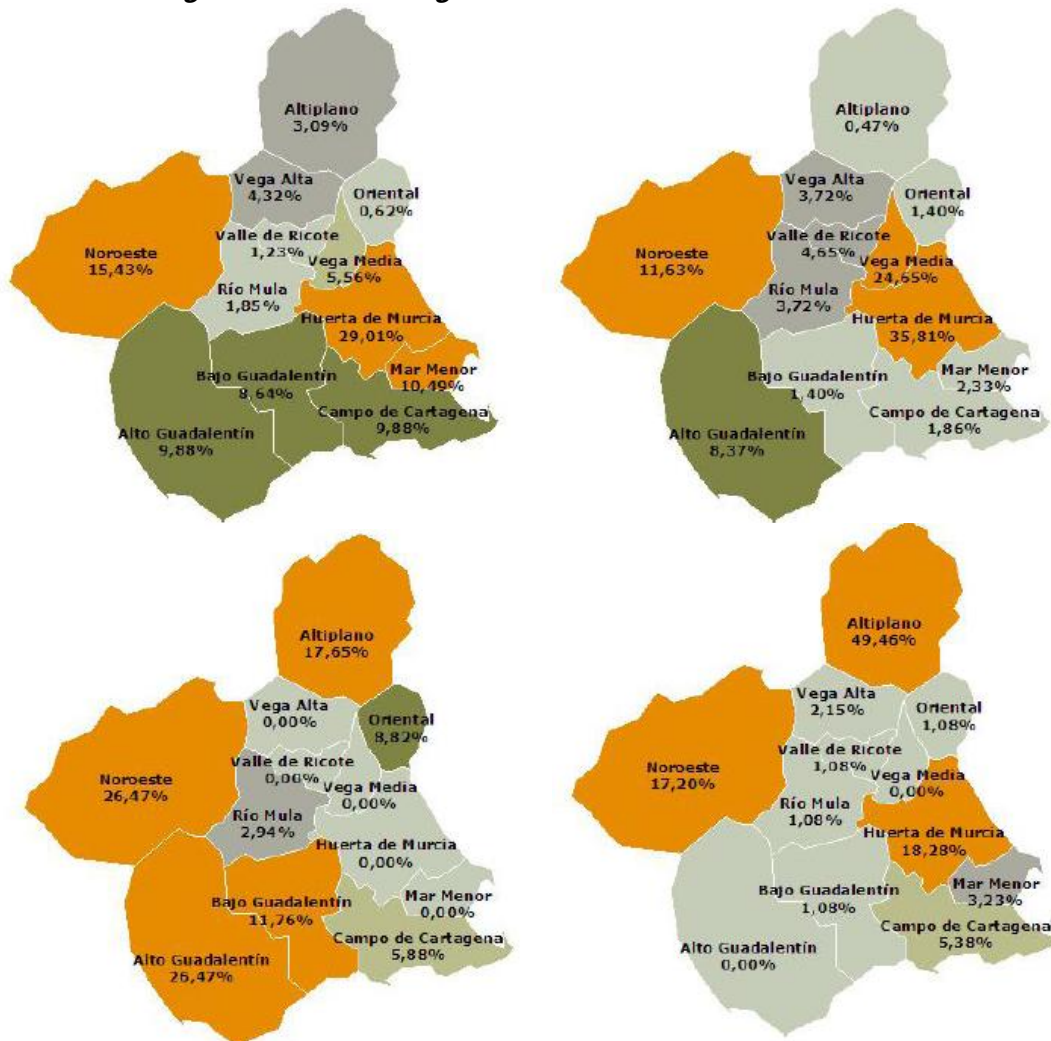 Altiplano
3,09%
Vega Alta
4,32%
Oriental
0,62%
Noroeste
15,43%
Valle de Ricote
1,23%
Vega Media
5,56%
Río Mula
1,85%
Huerta de Murcia
29,01%
Mar Menor
10,49%
Bajo Guadalentín
8,64%
Campo de Cartagena
9,88%
Alto Guadalentín
9,88%
Altiplano
0,47%
Vega Alta
3,72%
Oriental
1,40%
Noroeste
11,63%
Valle de Ricote
4,65%
Vega Media
24,65%
Río Mula
3,72%
Huerta de Murcia
35,81%
Mar Menor
2,33%
Bajo Guadalentín
1,40%
Campo de Cartagena
1,86%
Alto Guadalentín
8,37%
Altiplano
17,65%
Vega Alta
0,00%
Oriental
8,82%
Noroeste
26,47%
Valle de Ricote
0,00%
Vega Media
0,00%
Río Mula
2,94%
Huerta de Murcia
0,00%
Mar Menor
0,00%
Bajo Guadalentín
11,76%
Campo de Cartagena
5,88%
Alto Guadalentín
26,47%
Altiplano
49,46%
Vega Alta
2,15%
Oriental
1,08%
Noroeste
17,20%
Valle de Ricote
1,08%
Vega Media
0,00%
Río Mula
1,08%
Huerta de Murcia
18,28%
Mar Menor
3,23%
Bajo Guadalentín
1,08%
Campo de Cartagena
5,38%
Alto Guadalentín
0,00%